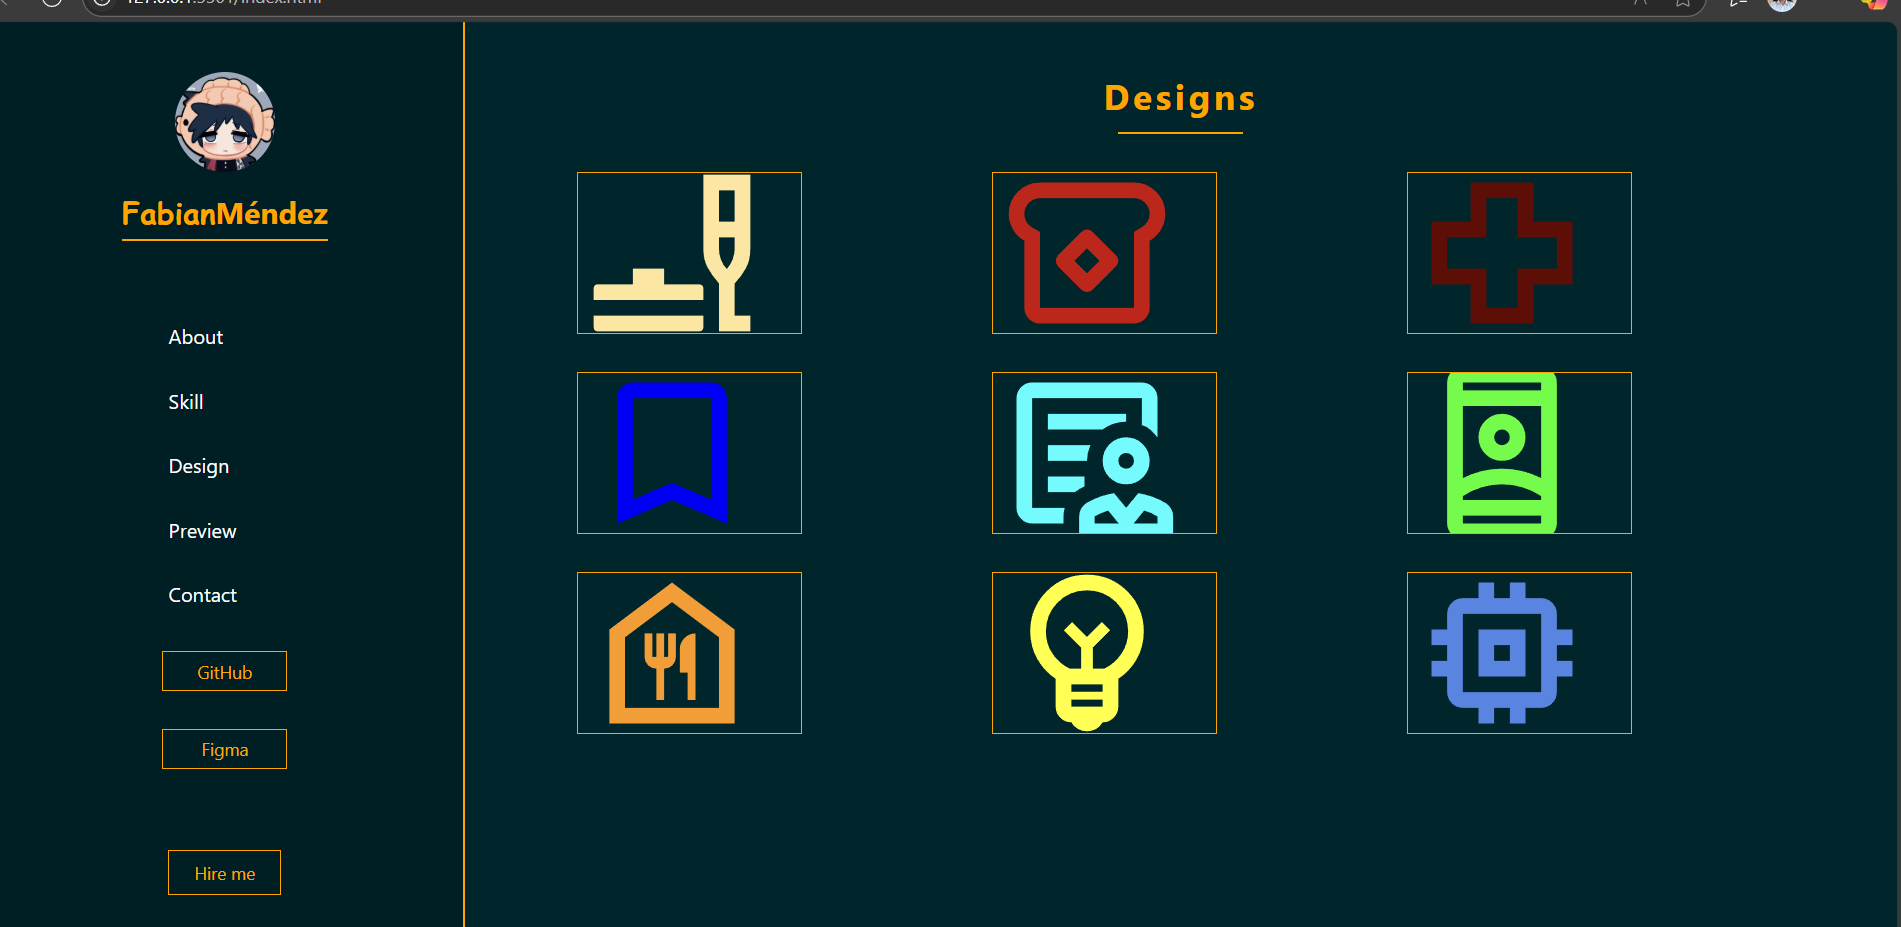 FabianMéndez
About
Skill
Design
Preview
Contact
GitHub
Figma
Hire me
Designs